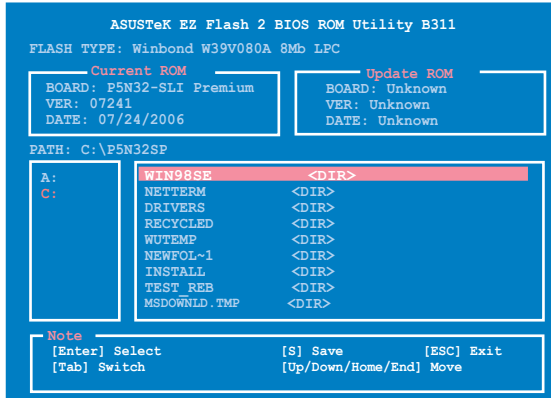 ASUSTeK EZ Flash 2 BIOS ROM Utility B311
FLASH TYPE: Winbond W39V080A 8Mb LPC
Current ROM
BOARD: P5N32-SLI Premium
VER: 07241
DATE: 07/24/2006
Update ROM
BOARD: Unknown
VER: Unknown
DATE: Unknown
PATH: C:\P5N32SP
A:
C:
WIN98SE <DIR>
NETTERM <DIR>
DRIVERS <DIR>
RECYCLED <DIR>
WUTEMP <DIR>
NEWFOL~1 <DIR>
INSTALL <DIR>
TEST_REB <DIR>
MSDOWNLD.TMP <DIR>
Note
[Enter] Select [S] Save [ESC] Exit
[Tab] Switch [Up/Down/Home/End] Move